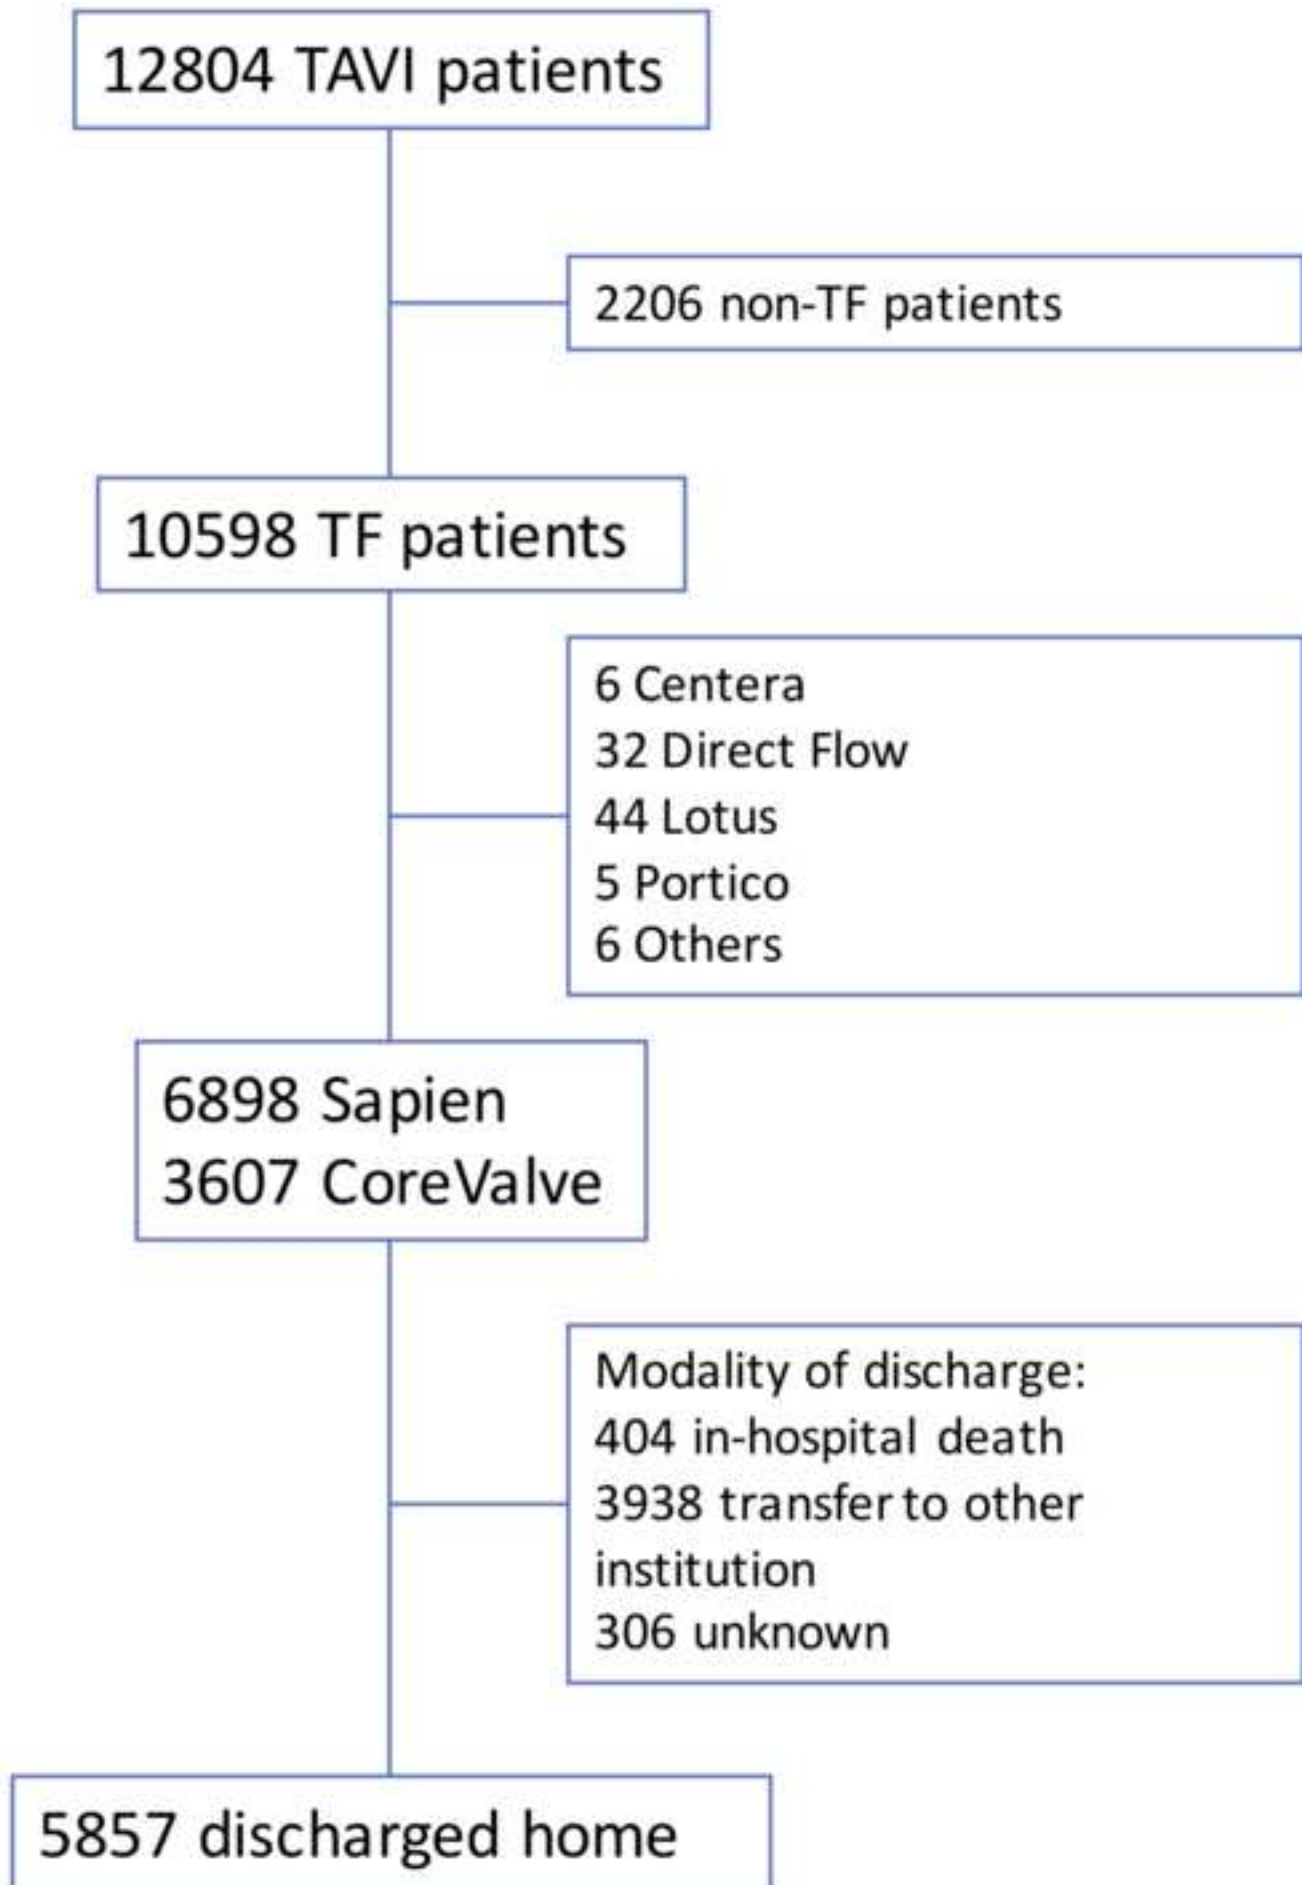 12804 TAVI patients
2206 non-TF patients
10598 TF patients
6 Centera
32 Direct Flow
44 Lotus
5 Portico
6 Others
6898 Sapien
3607 CoreValve
Modality of discharge:
404 in-hospital death
3938 transfer to other
institution
306 unknown
5857 discharged home